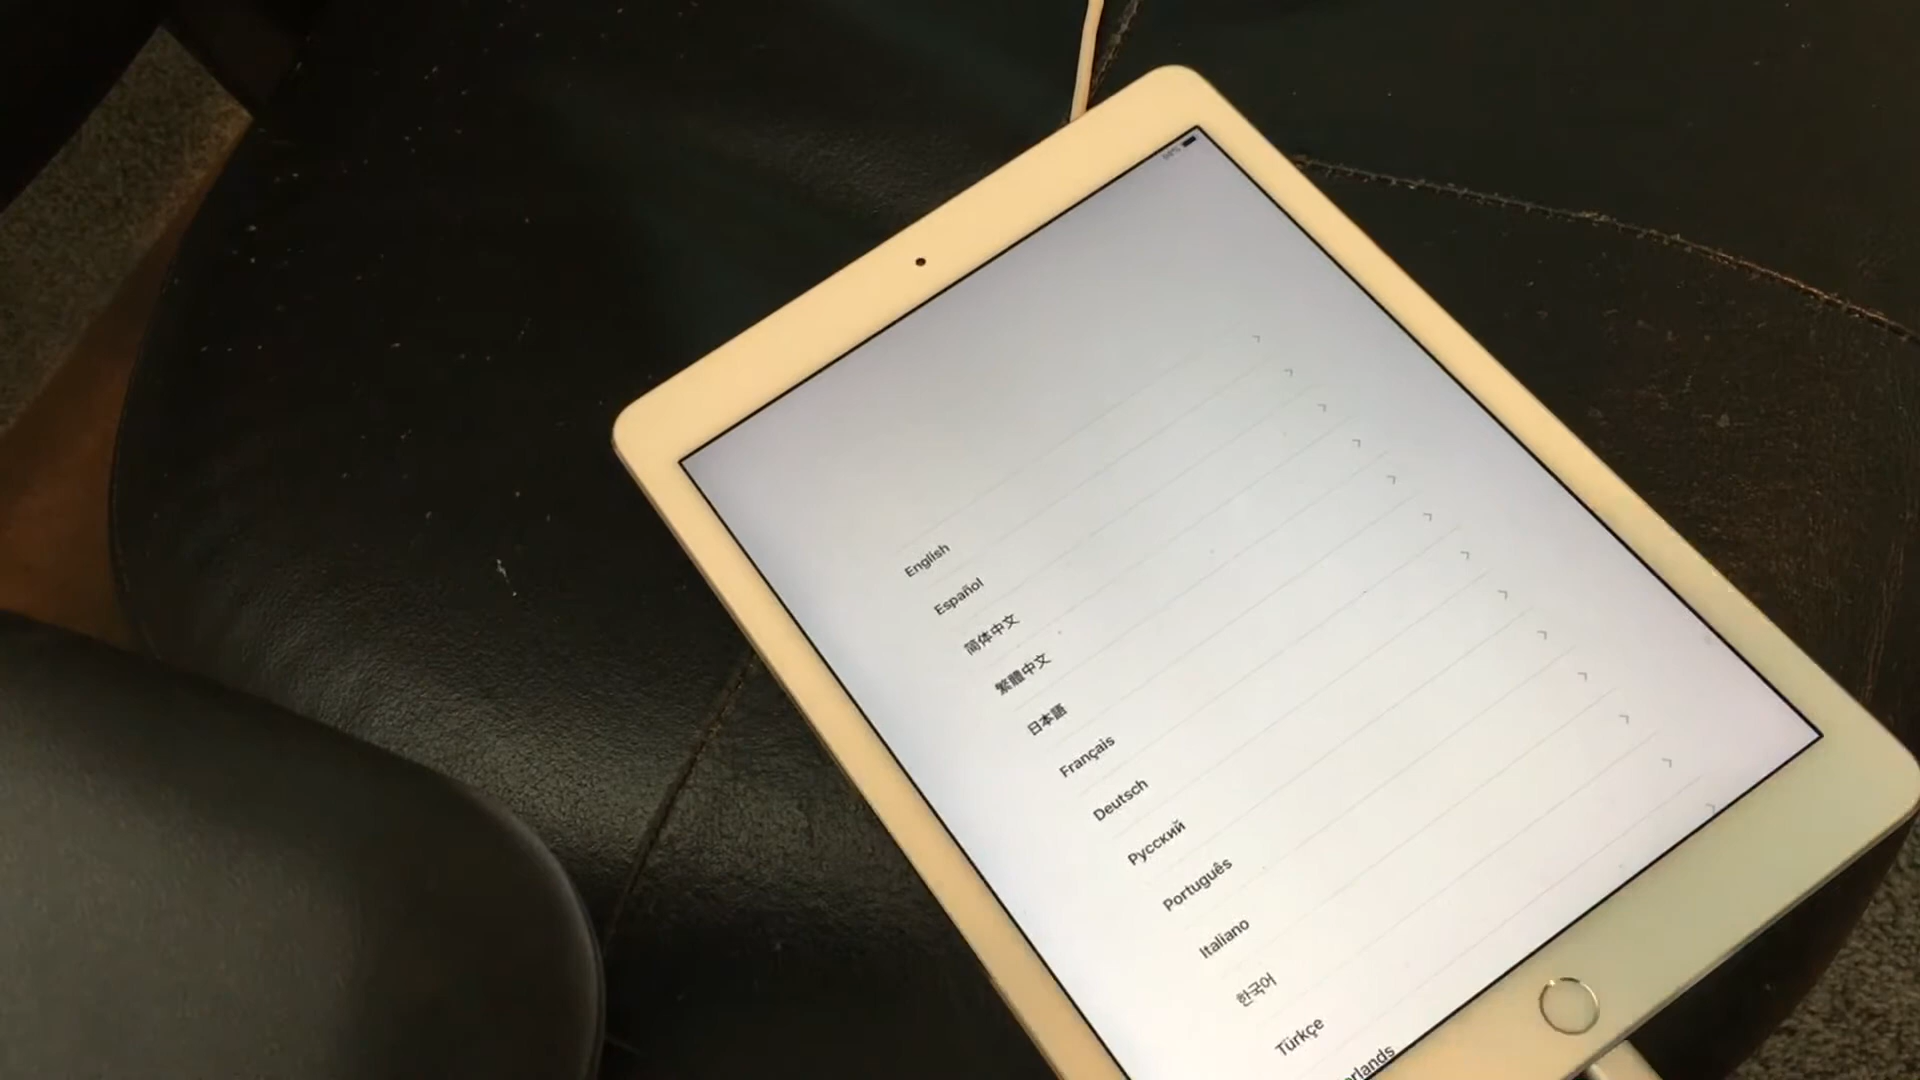 English
Español
简体中文
繁體中文
日本語
Français
Deutsch
Русский
Português
Italiano
한국어
Türkçe
erlands